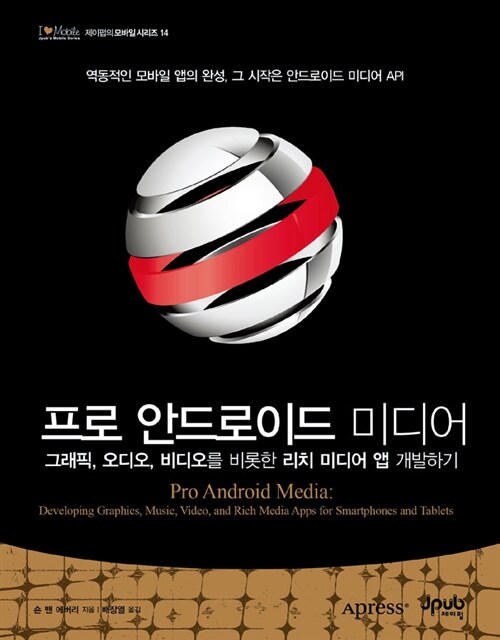 I ♥ Mobile 제이펍의 모바일 시리즈 14
Jpub's Mobile Series
역동적인 모바일 앱의 완성, 그 시작은 안드로이드 미디어 API
프로 안드로이드 미디어
그래픽, 오디오, 비디오를 비롯한 리치 미디어 앱 개발하기
Pro Android Media:
Developing Graphics, Music, Video, and Rich Media Apps for Smartphones and Tablets
숀 밴 에버리 지음 / 배장열 옮김
Apress®
Jpub
제이펍